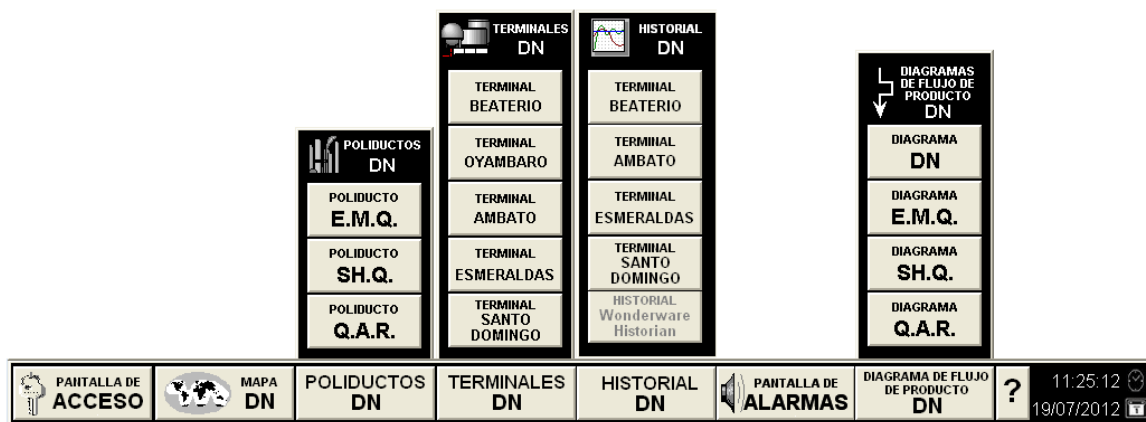 TERMINALES
DN
TERMINAL
BEATERIO
TERMINAL
OYAMBARO
TERMINAL
AMBATO
TERMINAL
ESMERALDAS
TERMINAL
SANTO
DOMINGO
HISTORIAL
DN
TERMINAL
BEATERIO
TERMINAL
AMBATO
TERMINAL
ESMERALDAS
TERMINAL
SANTO
DOMINGO
HISTORIAL
Wonderware
Historian
DIAGRAMAS
DE FLUJO DE
PRODUCTO
DN
DIAGRAMA
DN
DIAGRAMA
E.M.Q.
DIAGRAMA
SH.Q.
DIAGRAMA
Q.A.R.
POLIDUCTOS
DN
POLIDUCTO
E.M.Q.
POLIDUCTO
SH.Q.
POLIDUCTO
Q.A.R.
PANTALLA DE
ACCESO
MAPA
DN
POLIDUCTOS
DN
TERMINALES
DN
HISTORIAL
DN
PANTALLA DE
ALARMAS
DIAGRAMA DE FLUJO
DE PRODUCTO
DN
?
11:25:12
19/07/2012